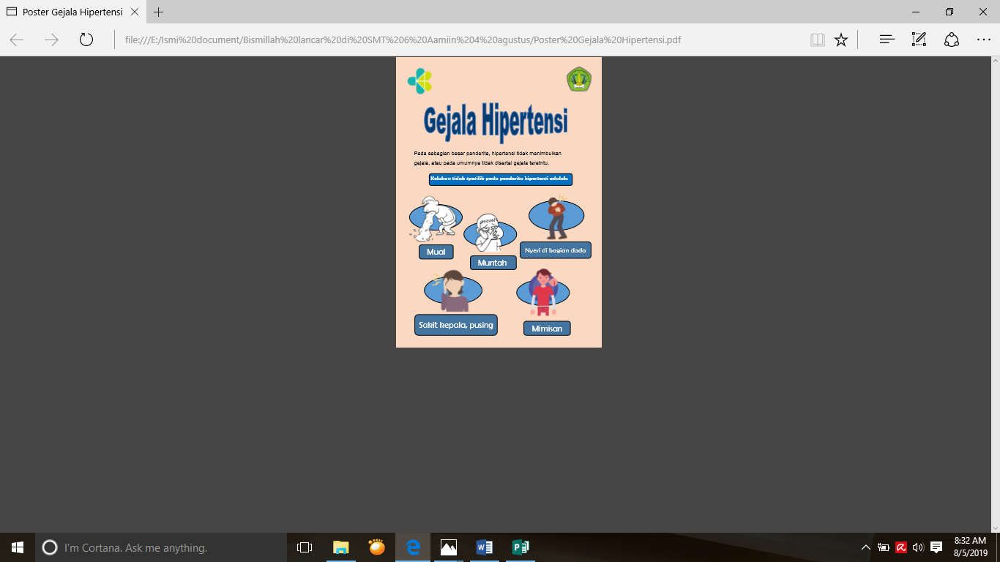 Poster Gejala Hipertensi
file:///E:/Ismi%20document/Bismillah%20lancar%20di%20SMT%206%20Aamiin%204%20agustus/Poster%20Gejala%20Hipertensi.pdf
Gejala Hipertensi
Pada sebagian besar penderita, hipertensi tidak menimbulkan
gejala, atau pada umumnya tidak disertai gejala teretntu.
Keluhan tidak spesifik pada penderita hipertensi adalah:
Mual
Muntah
Nyeri di bagian dada
Sakit kepala, pusing
Mimisan
I'm Cortana. Ask me anything.
8:32 AM
8/5/2019